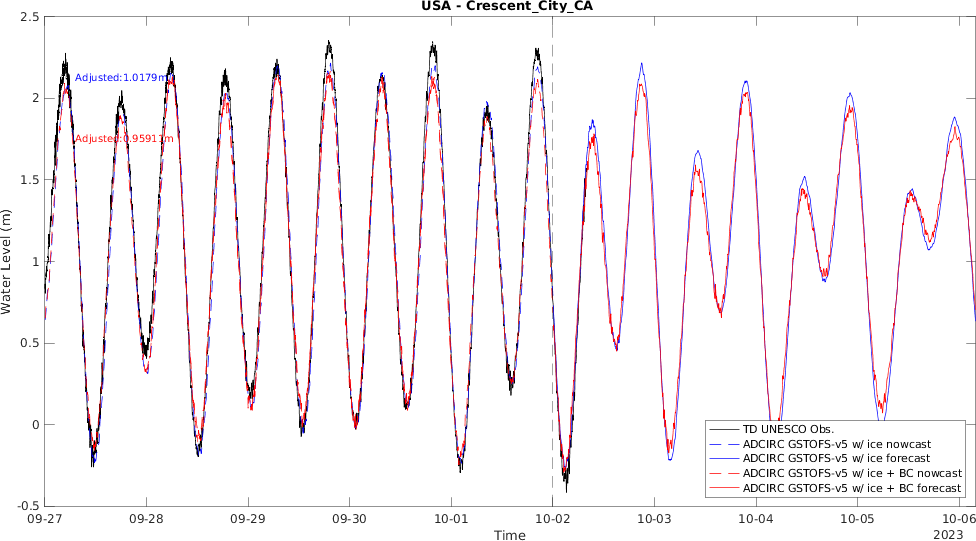 USA - Crescent_City_CA
2.5
2
1.5
1
0.5
0
-0.5
Water Level (m)
Adjusted:1.0179m
Adjusted:0.95911m
TD UNESCO Obs.
ADCIRC GSTOFS-v5 w/ ice nowcast
ADCIRC GSTOFS-v5 w/ ice forecast
ADCIRC GSTOFS-v5 w/ ice + BC nowcast
ADCIRC GSTOFS-v5 w/ ice + BC forecast
09-27 09-28 09-29 09-30 10-01 10-02 10-03 10-04 10-05 10-06
Time
2023